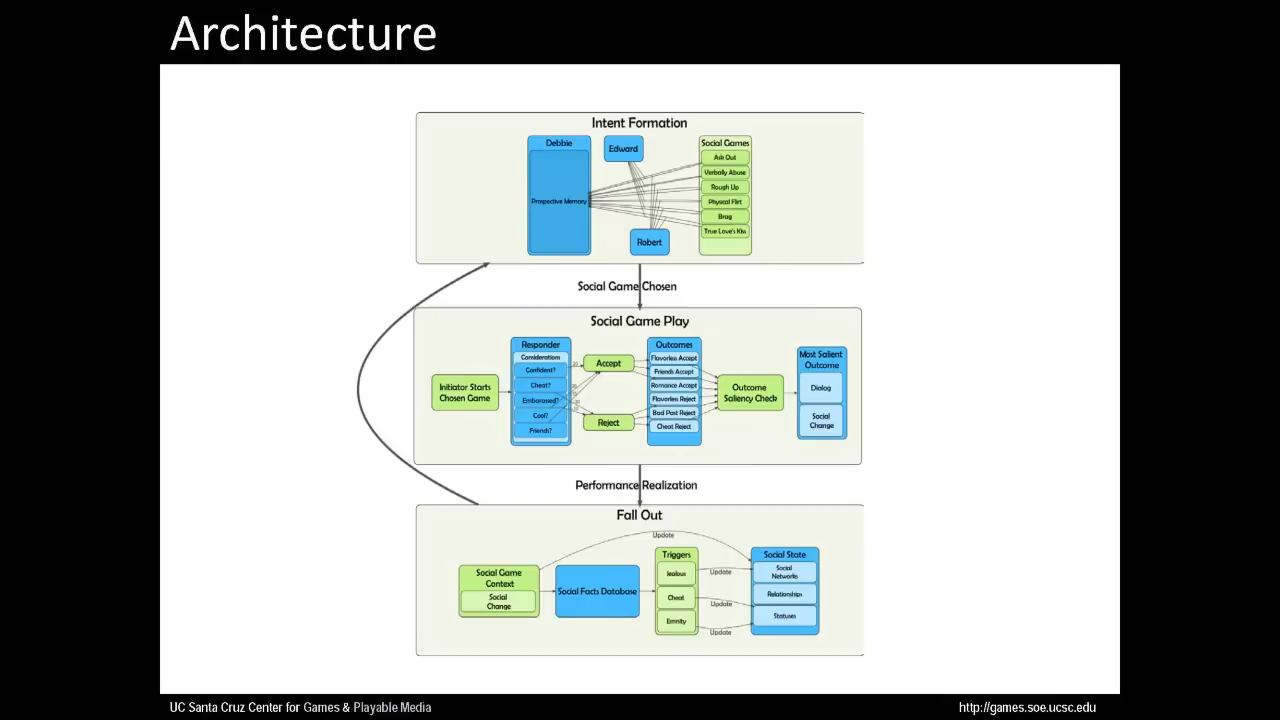 Architecture
Intent Formation
Debbie
Prospective Memory
Edward
Robert
Social Games
Ask Out
Verbally Abuse
Rough Up
Physical Flirt
Brag
True Love's Kiss
Social Game Chosen
Social Game Play
Initiator Starts
Chosen Game
Responder
Considerations
Confident?
Cheat?
Embarassed?
Cool?
Friends?
Accept
Reject
Outcomes
Flavorless Accept
Friends Accept
Romance Accept
Flavorless Reject
Bad Past Reject
Cheat Reject
Outcome
Saliency Check
Most Salient
Outcome
Dialog
Social
Change
Performance Realization
Fall Out
Update
Social Game
Context
Social
Change
Social Facts Database
Triggers
Jealous
Cheat
Emnity
Update
Update
Update
Social State
Social
Networks
Relationships
Statuses
UC Santa Cruz Center for Games & Playable Media
http://games.soe.ucsc.edu